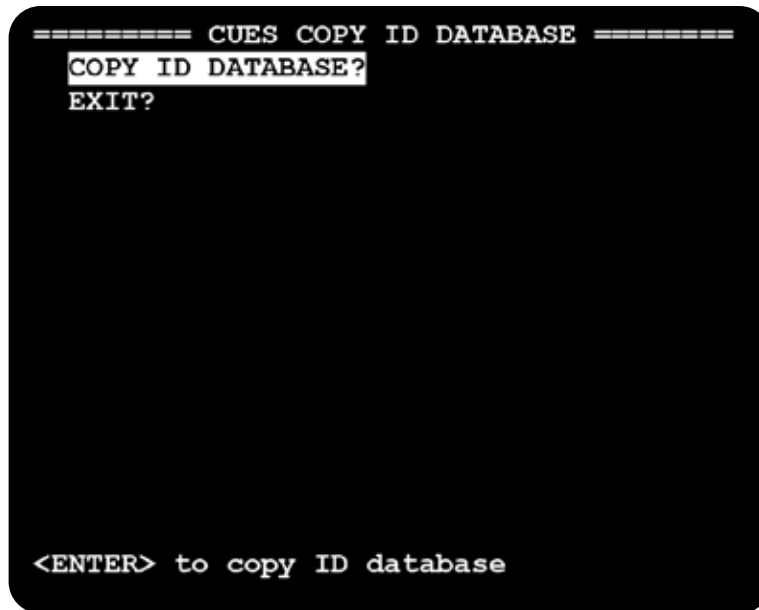 ========= CUES COPY ID DATABASE ========
COPY ID DATABASE?
EXIT?
<ENTER> to copy ID database